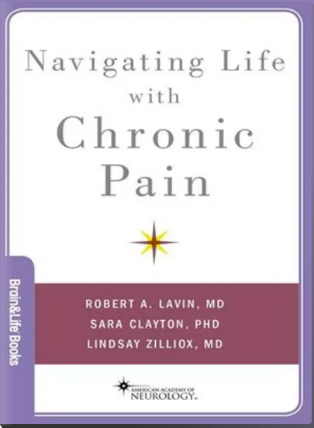 Navigating Life
with
Chronic
Pain
ROBERT A. LAVIN, MD
SARA CLAYTON, PHD
LINDSAY ZILLIOX, MD
Brain&Life Books
AMERICAN ACADEMY OF
NEUROLOGY®